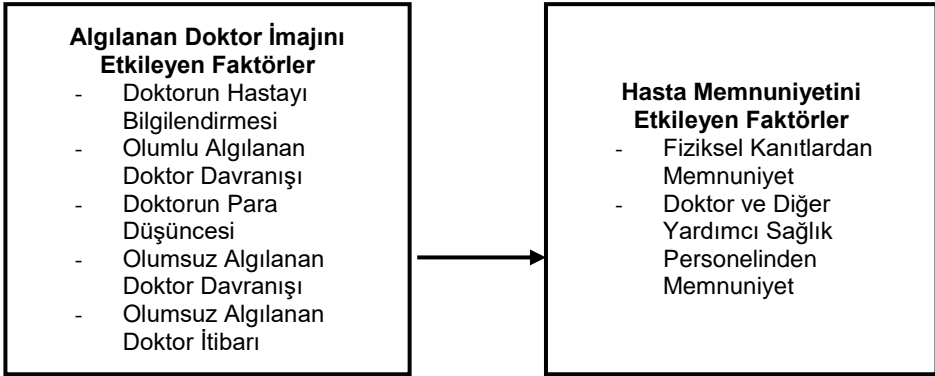 Algılanan Doktor İmajını
Etkileyen Faktörler
- Doktorun Hastayı
Bilgilendirmesi
- Olumlu Algılanan
Doktor Davranışı
- Doktorun Para
Düşüncesi
- Olumsuz Algılanan
Doktor Davranışı
- Olumsuz Algılanan
Doktor İtibarı
Hasta Memnuniyetini
Etkileyen Faktörler
- Fiziksel Kanıtlardan
Memnuniyet
- Doktor ve Diğer
Yardımcı Sağlık
Personelinden
Memnuniyet